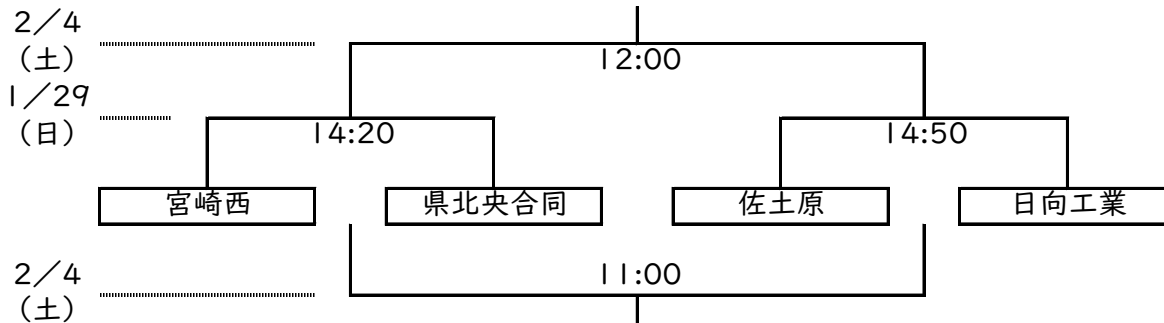 2／4
（土）
12:00
1／29
（日）
14:20
14:50
宮崎西
県北央合同
佐土原
日向工業
2／4
（土）
11:00